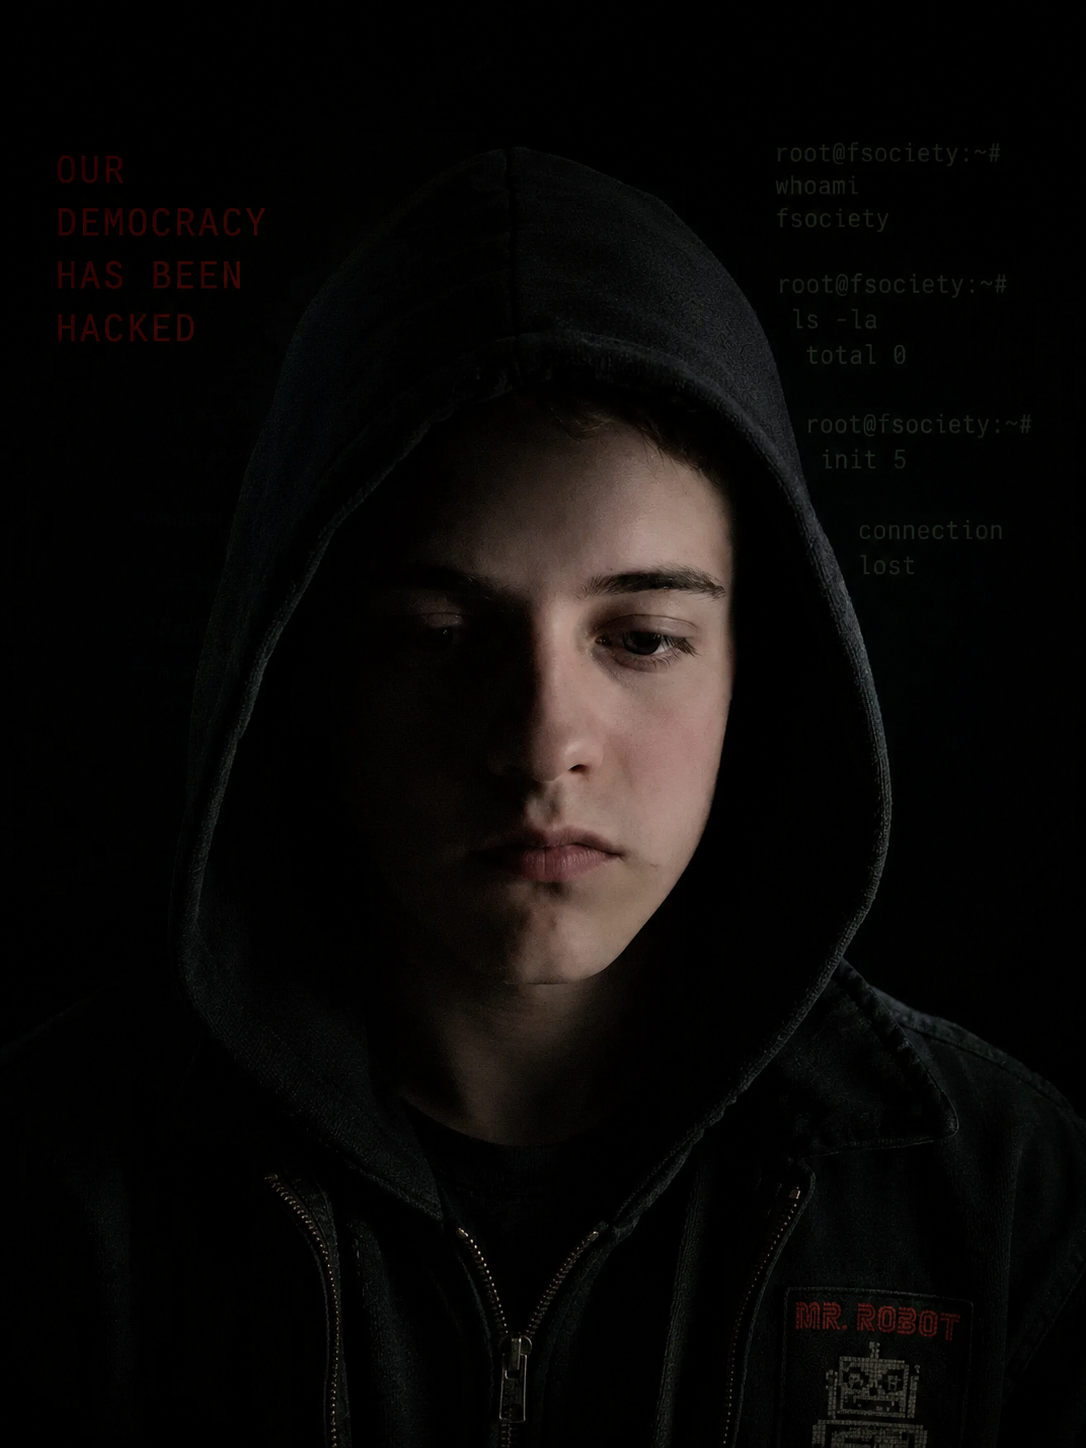 OUR
DEMOCRACY
HAS BEEN
HACKED
root@fsociety:~#
whoami
fsociety
root@fsociety:~#
ls -la
total 0
root@fsociety:~#
init 5
connection
lost
MR. ROBOT